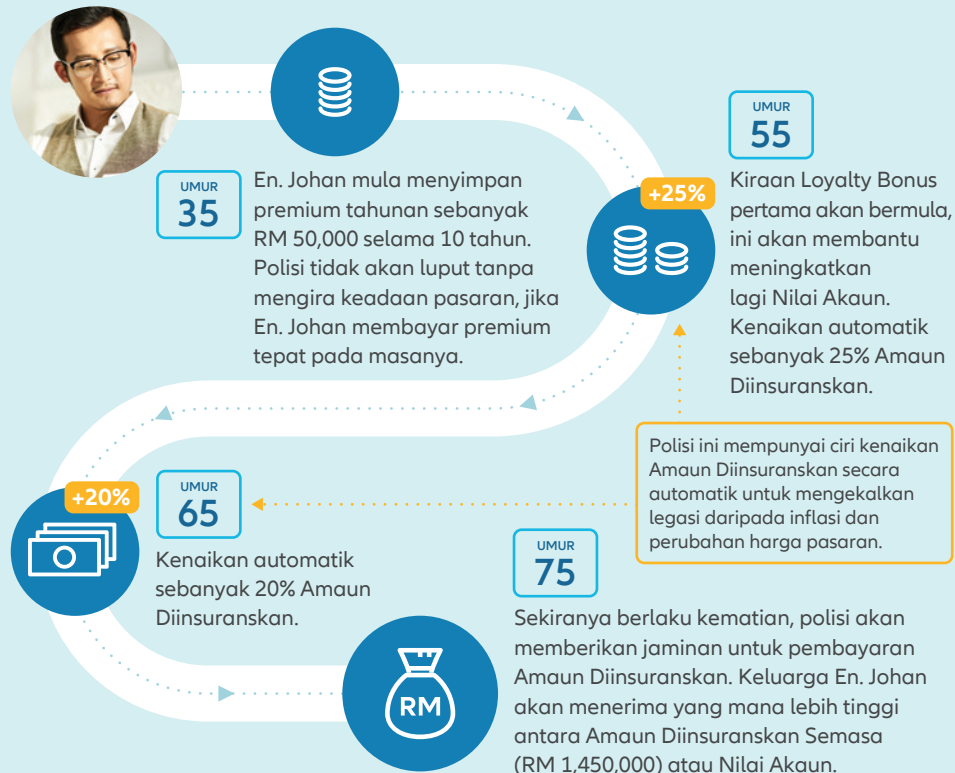 UMUR
35
En. Johan mula menyimpan
premium tahunan sebanyak
RM 50,000 selama 10 tahun.
Polisi tidak akan luput tanpa
mengira keadaan pasaran, jika
En. Johan membayar premium
tepat pada masanya.
+25%
UMUR
55
Kiraan Loyalty Bonus
pertama akan bermula,
ini akan membantu
meningkatkan
lagi Nilai Akaun.
Kenaikan automatik
sebanyak 25% Amaun
Diinsuranskan.
Polisi ini mempunyai ciri kenaikan
Amaun Diinsuranskan secara
automatik untuk mengekalkan
legasi daripada inflasi dan
perubahan harga pasaran.
+20%
UMUR
65
Kenaikan automatik
sebanyak 20% Amaun
Diinsuranskan.
RM
UMUR
75
Sekiranya berlaku kematian, polisi akan
memberikan jaminan untuk pembayaran
Amaun Diinsuranskan. Keluarga En. Johan
akan menerima yang mana lebih tinggi
antara Amaun Diinsuranskan Semasa
(RM 1,450,000) atau Nilai Akaun.